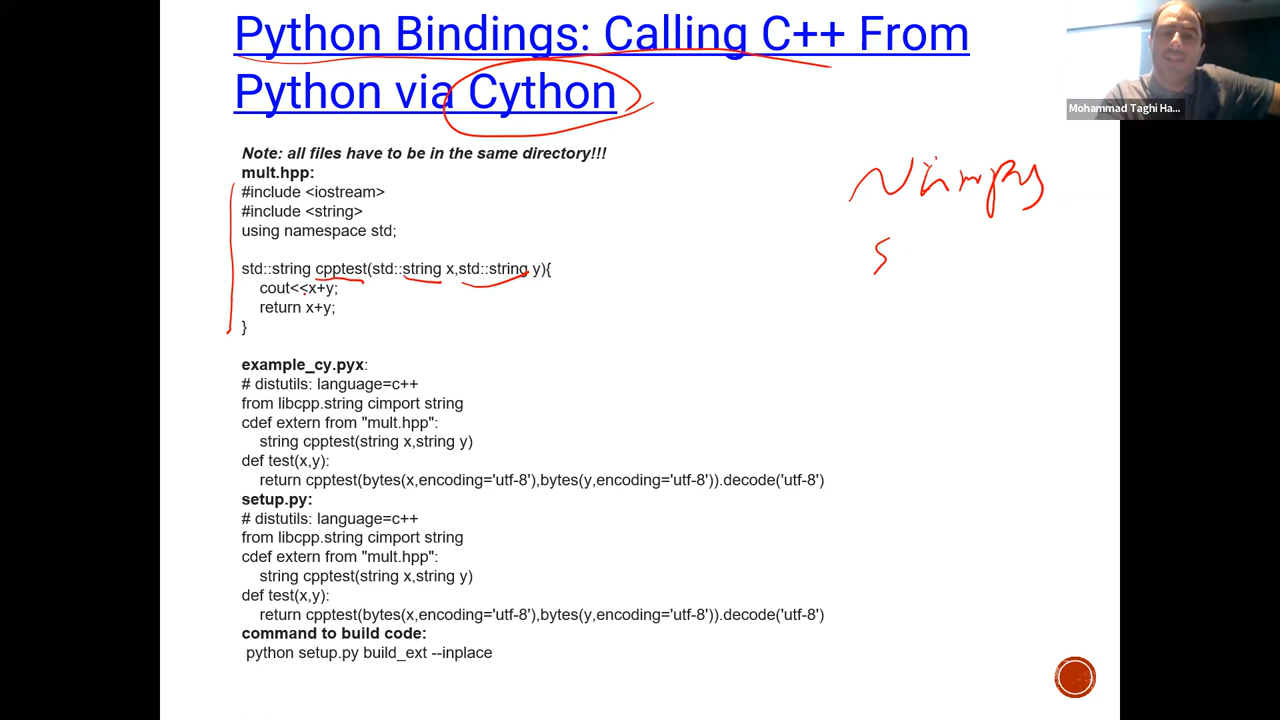 Python Bindings: Calling C++ From
Python via Cython
Mohammad Taghi Ha...
Note: all files have to be in the same directory!!!
mult.hpp:
#include <iostream>
#include <string>
using namespace std;
std::string cpptest(std::string x,std::string y){
cout<<x+y;
return x+y;
}
Numpy
S
example_cy.pyx:
# distutils: language=c++
from libcpp.string cimport string
cdef extern from "mult.hpp":
string cpptest(string x,string y)
def test(x,y):
return cpptest(bytes(x,encoding='utf-8'),bytes(y,encoding='utf-8')).decode('utf-8')
setup.py:
# distutils: language=c++
from libcpp.string cimport string
cdef extern from "mult.hpp":
string cpptest(string x,string y)
def test(x,y):
return cpptest(bytes(x,encoding='utf-8'),bytes(y,encoding='utf-8')).decode('utf-8')
command to build code:
python setup.py build_ext --inplace